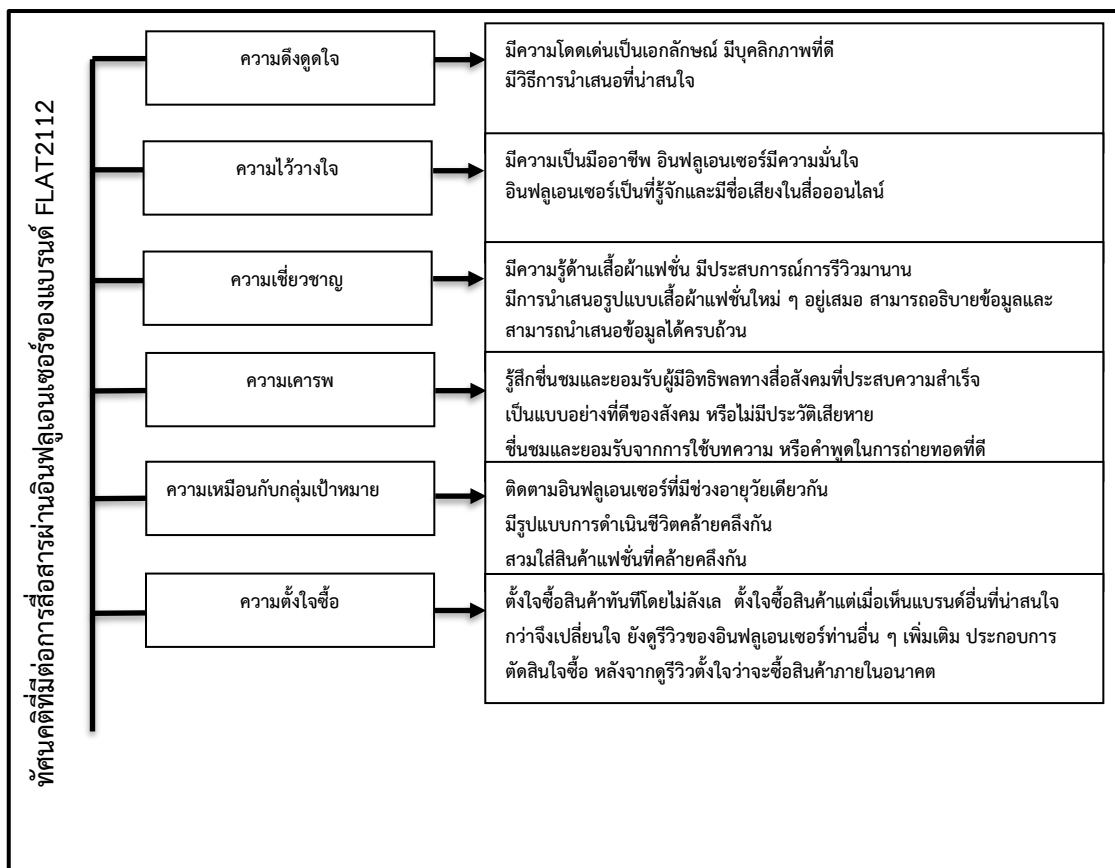 ทัศนคติที่มีต่อการสื่อสารผ่านอินฟลูเอนเซอร์ของแบรนด์ FLAT2112
ความดึงดูดใจ
มีความโดดเด่นเป็นเอกลักษณ์ มีบุคลิกภาพที่ดี
มีวิธีการนำเสนอที่น่าสนใจ
ความไว้วางใจ
มีความเป็นมืออาชีพ อินฟลูเอนเซอร์มีความมั่นใจ
อินฟลูเอนเซอร์เป็นที่รู้จักและมีชื่อเสียงในสื่อออนไลน์
ความเชี่ยวชาญ
มีความรู้ด้านเสื้อผ้าแฟชั่น มีประสบการณ์การรีวิวมานาน
มีการนำเสนอรูปแบบเสื้อผ้าแฟชั่นใหม่ ๆ อยู่เสมอ สามารถอธิบายข้อมูลและ
สามารถนำเสนอข้อมูลได้ครบถ้วน
ความเคารพ
รู้สึกชื่นชมและยอมรับผู้มีอิทธิพลทางสื่อสังคมที่ประสบความสำเร็จ
เป็นแบบอย่างที่ดีของสังคม หรือไม่มีประวัติเสียหาย
ชื่นชมและยอมรับจากการใช้บทความ หรือคำพูดในการถ่ายทอดที่ดี
ความเหมือนกับกลุ่มเป้าหมาย
ติดตามอินฟลูเอนเซอร์ที่มีช่วงอายุวัยเดียวกัน
มีรูปแบบการดำเนินชีวิตคล้ายคลึงกัน
สวมใส่สินค้าแฟชั่นที่คล้ายคลึงกัน
ความตั้งใจซื้อ
ตั้งใจซื้อสินค้าทันทีโดยไม่ลังเล ตั้งใจซื้อสินค้าแต่เมื่อเห็นแบรนด์อื่นที่น่าสนใจ
กว่าจึงเปลี่ยนใจ ยังดูรีวิวของอินฟลูเอนเซอร์ท่านอื่น ๆ เพิ่มเติม ประกอบการ
ตัดสินใจซื้อ หลังจากดูรีวิวตั้งใจว่าจะซื้อสินค้าภายในอนาคต